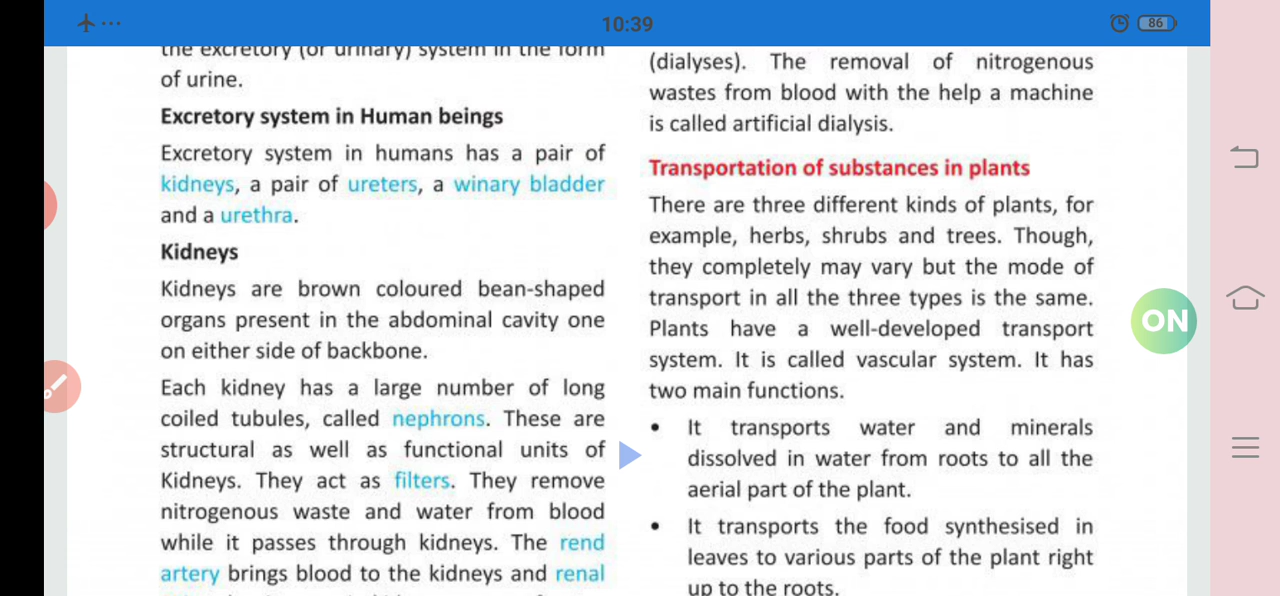 10:39
86
the excretory (or urinary) system in the form
of urine.
Excretory system in Human beings
Excretory system in humans has a pair of
kidneys, a pair of ureters, a winary bladder
and a urethra.
Kidneys
Kidneys are brown coloured bean-shaped
organs present in the abdominal cavity one
on either side of backbone.
Each kidney has a large number of long
coiled tubules, called nephrons. These are
structural as well as functional units of
Kidneys. They act as filters. They remove
nitrogenous waste and water from blood
while it passes through kidneys. The rend
artery brings blood to the kidneys and renal
(dialyses). The removal of nitrogenous
wastes from blood with the help a machine
is called artificial dialysis.
Transportation of substances in plants
There are three different kinds of plants, for
example, herbs, shrubs and trees. Though,
they completely may vary but the mode of
transport in all the three types is the same.
Plants have a well-developed transport
system. It is called vascular system. It has
two main functions.
• It transports water and minerals
dissolved in water from roots to all the
aerial part of the plant.
• It transports the food synthesised in
leaves to various parts of the plant right
up to the roots.
ON